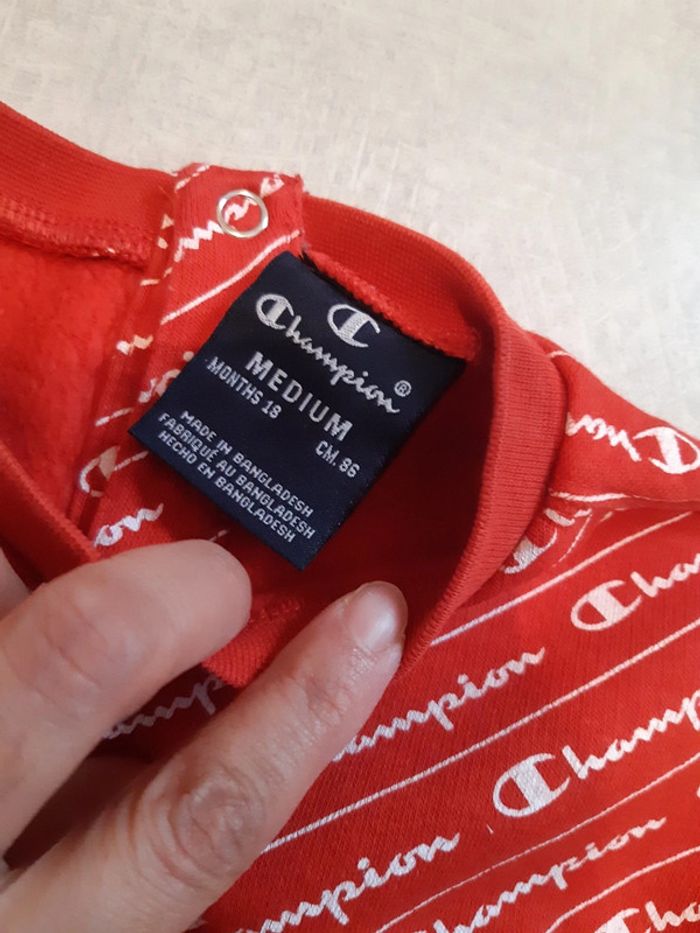 Champion®
MEDIUM
MONTHS 18 CM. 86
MADE IN BANGLADESH
FABRIQUÉ AU BANGLADESH
HECHO EN BANGLADESH
Champion
Champion
Champion
Champion